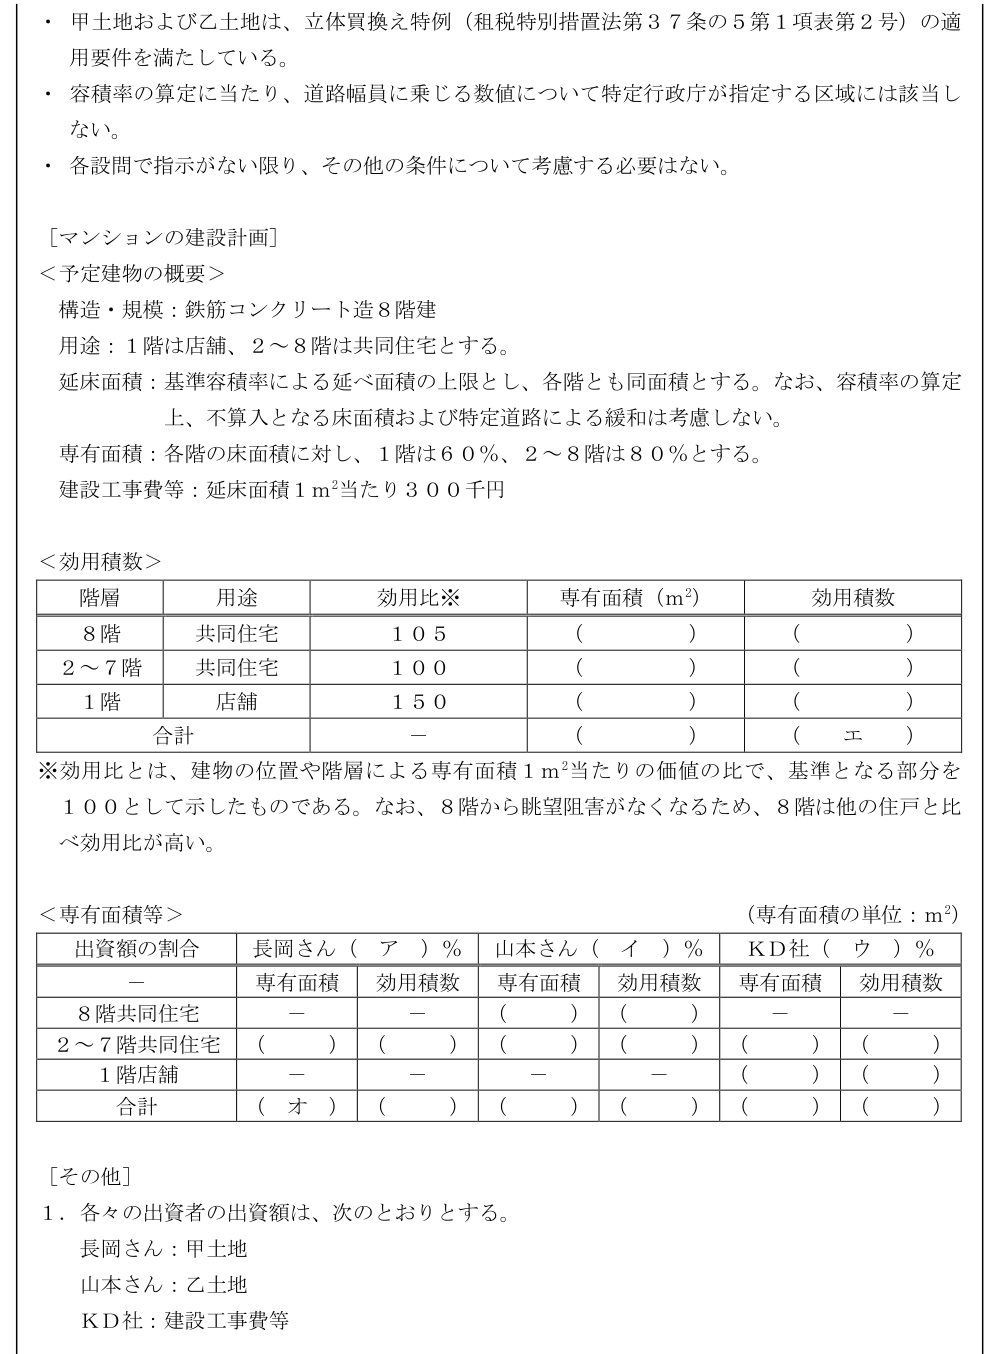 ・ 甲土地および乙土地は、立体買換え特例（租税特別措置法第３７条の５第１項表第２号）の適
用要件を満たしている。
・ 容積率の算定に当たり、道路幅員に乗じる数値について特定行政庁が指定する区域には該当し
ない。
・ 各設問で指示がない限り、その他の条件について考慮する必要はない。
［マンションの建設計画］
＜予定建物の概要＞
構造・規模：鉄筋コンクリート造８階建
用途：１階は店舗、２～８階は共同住宅とする。
延床面積：基準容積率による延べ面積の上限とし、各階とも同面積とする。なお、容積率の算定
上、不算入となる床面積および特定道路による緩和は考慮しない。
専有面積：各階の床面積に対し、１階は６０％、２～８階は８０％とする。
建設工事費等：延床面積１m²当たり３００千円
＜効用積数＞
階層 用途 効用比※ 専有面積（m²） 効用積数
８階 共同住宅 １０５ （　　　） （　　　）
２～７階 共同住宅 １００ （　　　） （　　　）
１階 店舗 １５０ （　　　） （　　　）
合計 － （　　　） （　エ　）
※効用比とは、建物の位置や階層による専有面積１m²当たりの価値の比で、基準となる部分を
１００として示したものである。なお、８階から眺望阻害がなくなるため、８階は他の住戸と比
べ効用比が高い。
＜専有面積等＞ （専有面積の単位：m²）
出資額の割合 長岡さん（　ア　）％ 山本さん（　イ　）％ ＫＤ社（　ウ　）％
－ 専有面積 効用積数 専有面積 効用積数 専有面積 効用積数
８階共同住宅 － － （　　　） （　　　） － －
２～７階共同住宅 （　　　） （　　　） （　　　） （　　　） （　　　） （　　　）
１階店舗 － － － － （　　　） （　　　）
合計 （　オ　） （　　　） （　　　） （　　　） （　　　） （　　　）
［その他］
１．各々の出資者の出資額は、次のとおりとする。
長岡さん：甲土地
山本さん：乙土地
ＫＤ社：建設工事費等